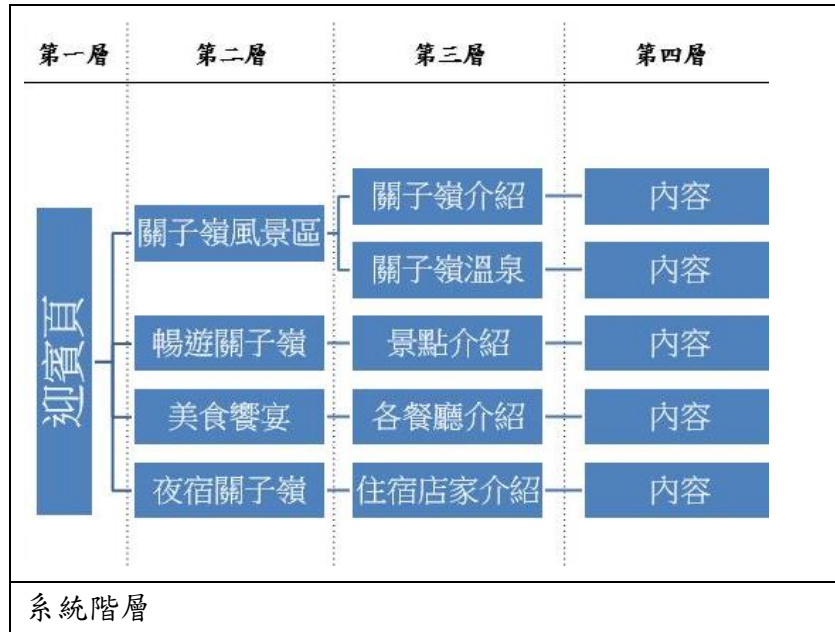 第一層 第二層 第三層 第四層
迎賓頁
關子嶺風景區
關子嶺介紹 內容
關子嶺溫泉 內容
暢遊關子嶺 景點介紹 內容
美食饗宴 各餐廳介紹 內容
夜宿關子嶺 住宿店家介紹 內容
系統階層